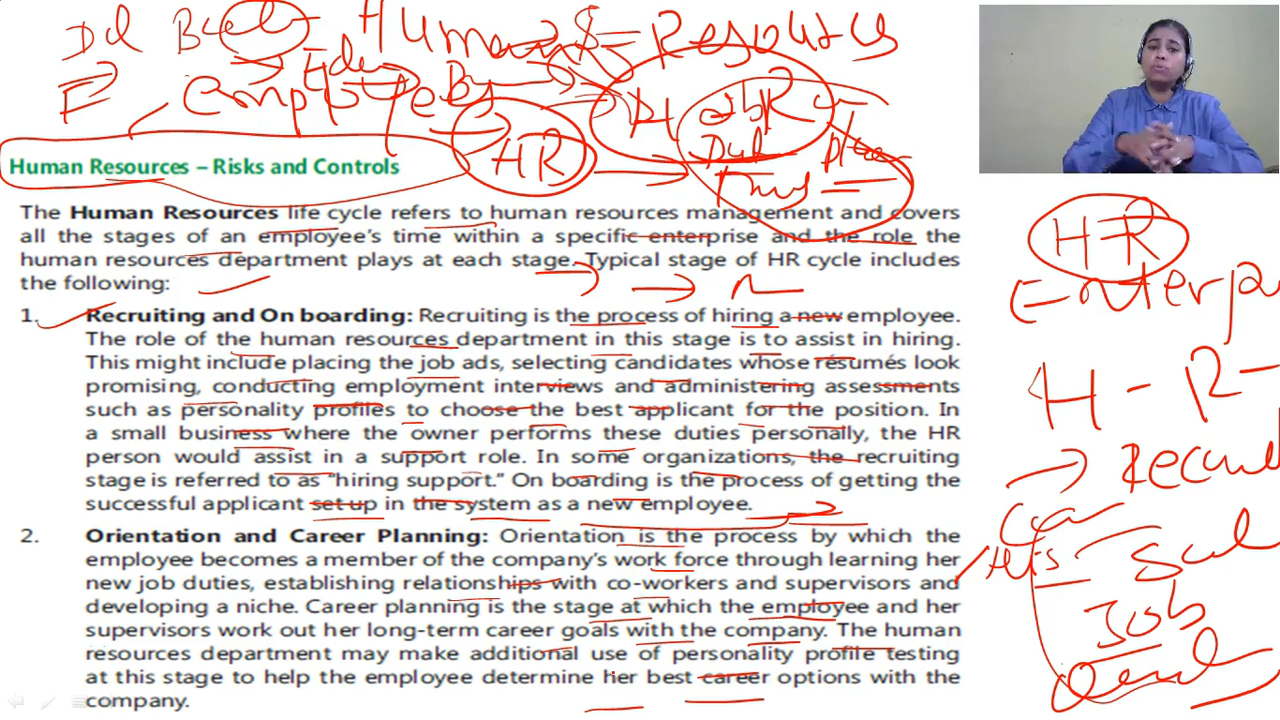 Human Resources
employee By
HR
Human Resources – Risks and Controls
The Human Resources life cycle refers to human resources management and covers
all the stages of an employee's time within a specific enterprise and the role the
human resources department plays at each stage. Typical stage of HR cycle includes
the following:
1. Recruiting and On boarding: Recruiting is the process of hiring a new employee.
The role of the human resources department in this stage is to assist in hiring.
This might include placing the job ads, selecting candidates whose résumés look
promising, conducting employment interviews and administering assessments
such as personality profiles to choose the best applicant for the position. In
a small business where the owner performs these duties personally, the HR
person would assist in a support role. In some organizations, the recruiting
stage is referred to as "hiring support." On boarding is the process of getting the
successful applicant set up in the system as a new employee.
2. Orientation and Career Planning: Orientation is the process by which the
employee becomes a member of the company's work force through learning her
new job duties, establishing relationships with co-workers and supervisors and
developing a niche. Career planning is the stage at which the employee and her
supervisors work out her long-term career goals with the company. The human
resources department may make additional use of personality profile testing
at this stage to help the employee determine her best career options with the
company.
H-R
H - R -
Job